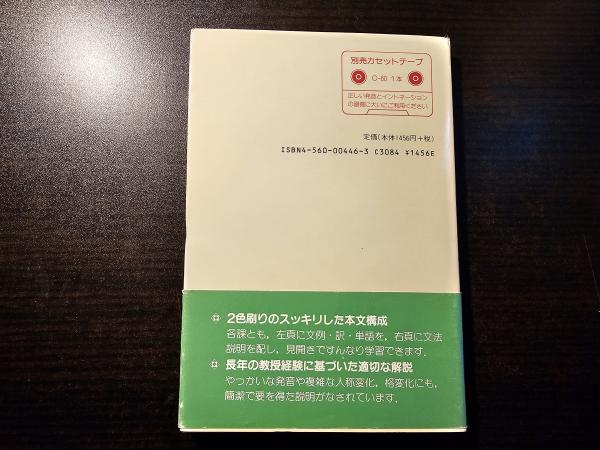 別売カセットテープ
C-60 1本
正しい発音とイントネーション
の習得に大いにご利用ください
定価(本体1456円+税)
ISBN4-560-00446-3 C3084 ¥1456E
2色刷りのスッキリした本文構成
各課とも，左頁に文例・訳・単語を，右頁に文法
説明を配し，見開きですんなり学習できます．
長年の教授経験に基づいた適切な解説
やっかいな発音や複雑な人称変化，格変化にも，
簡潔で要を得た説明がなされています．